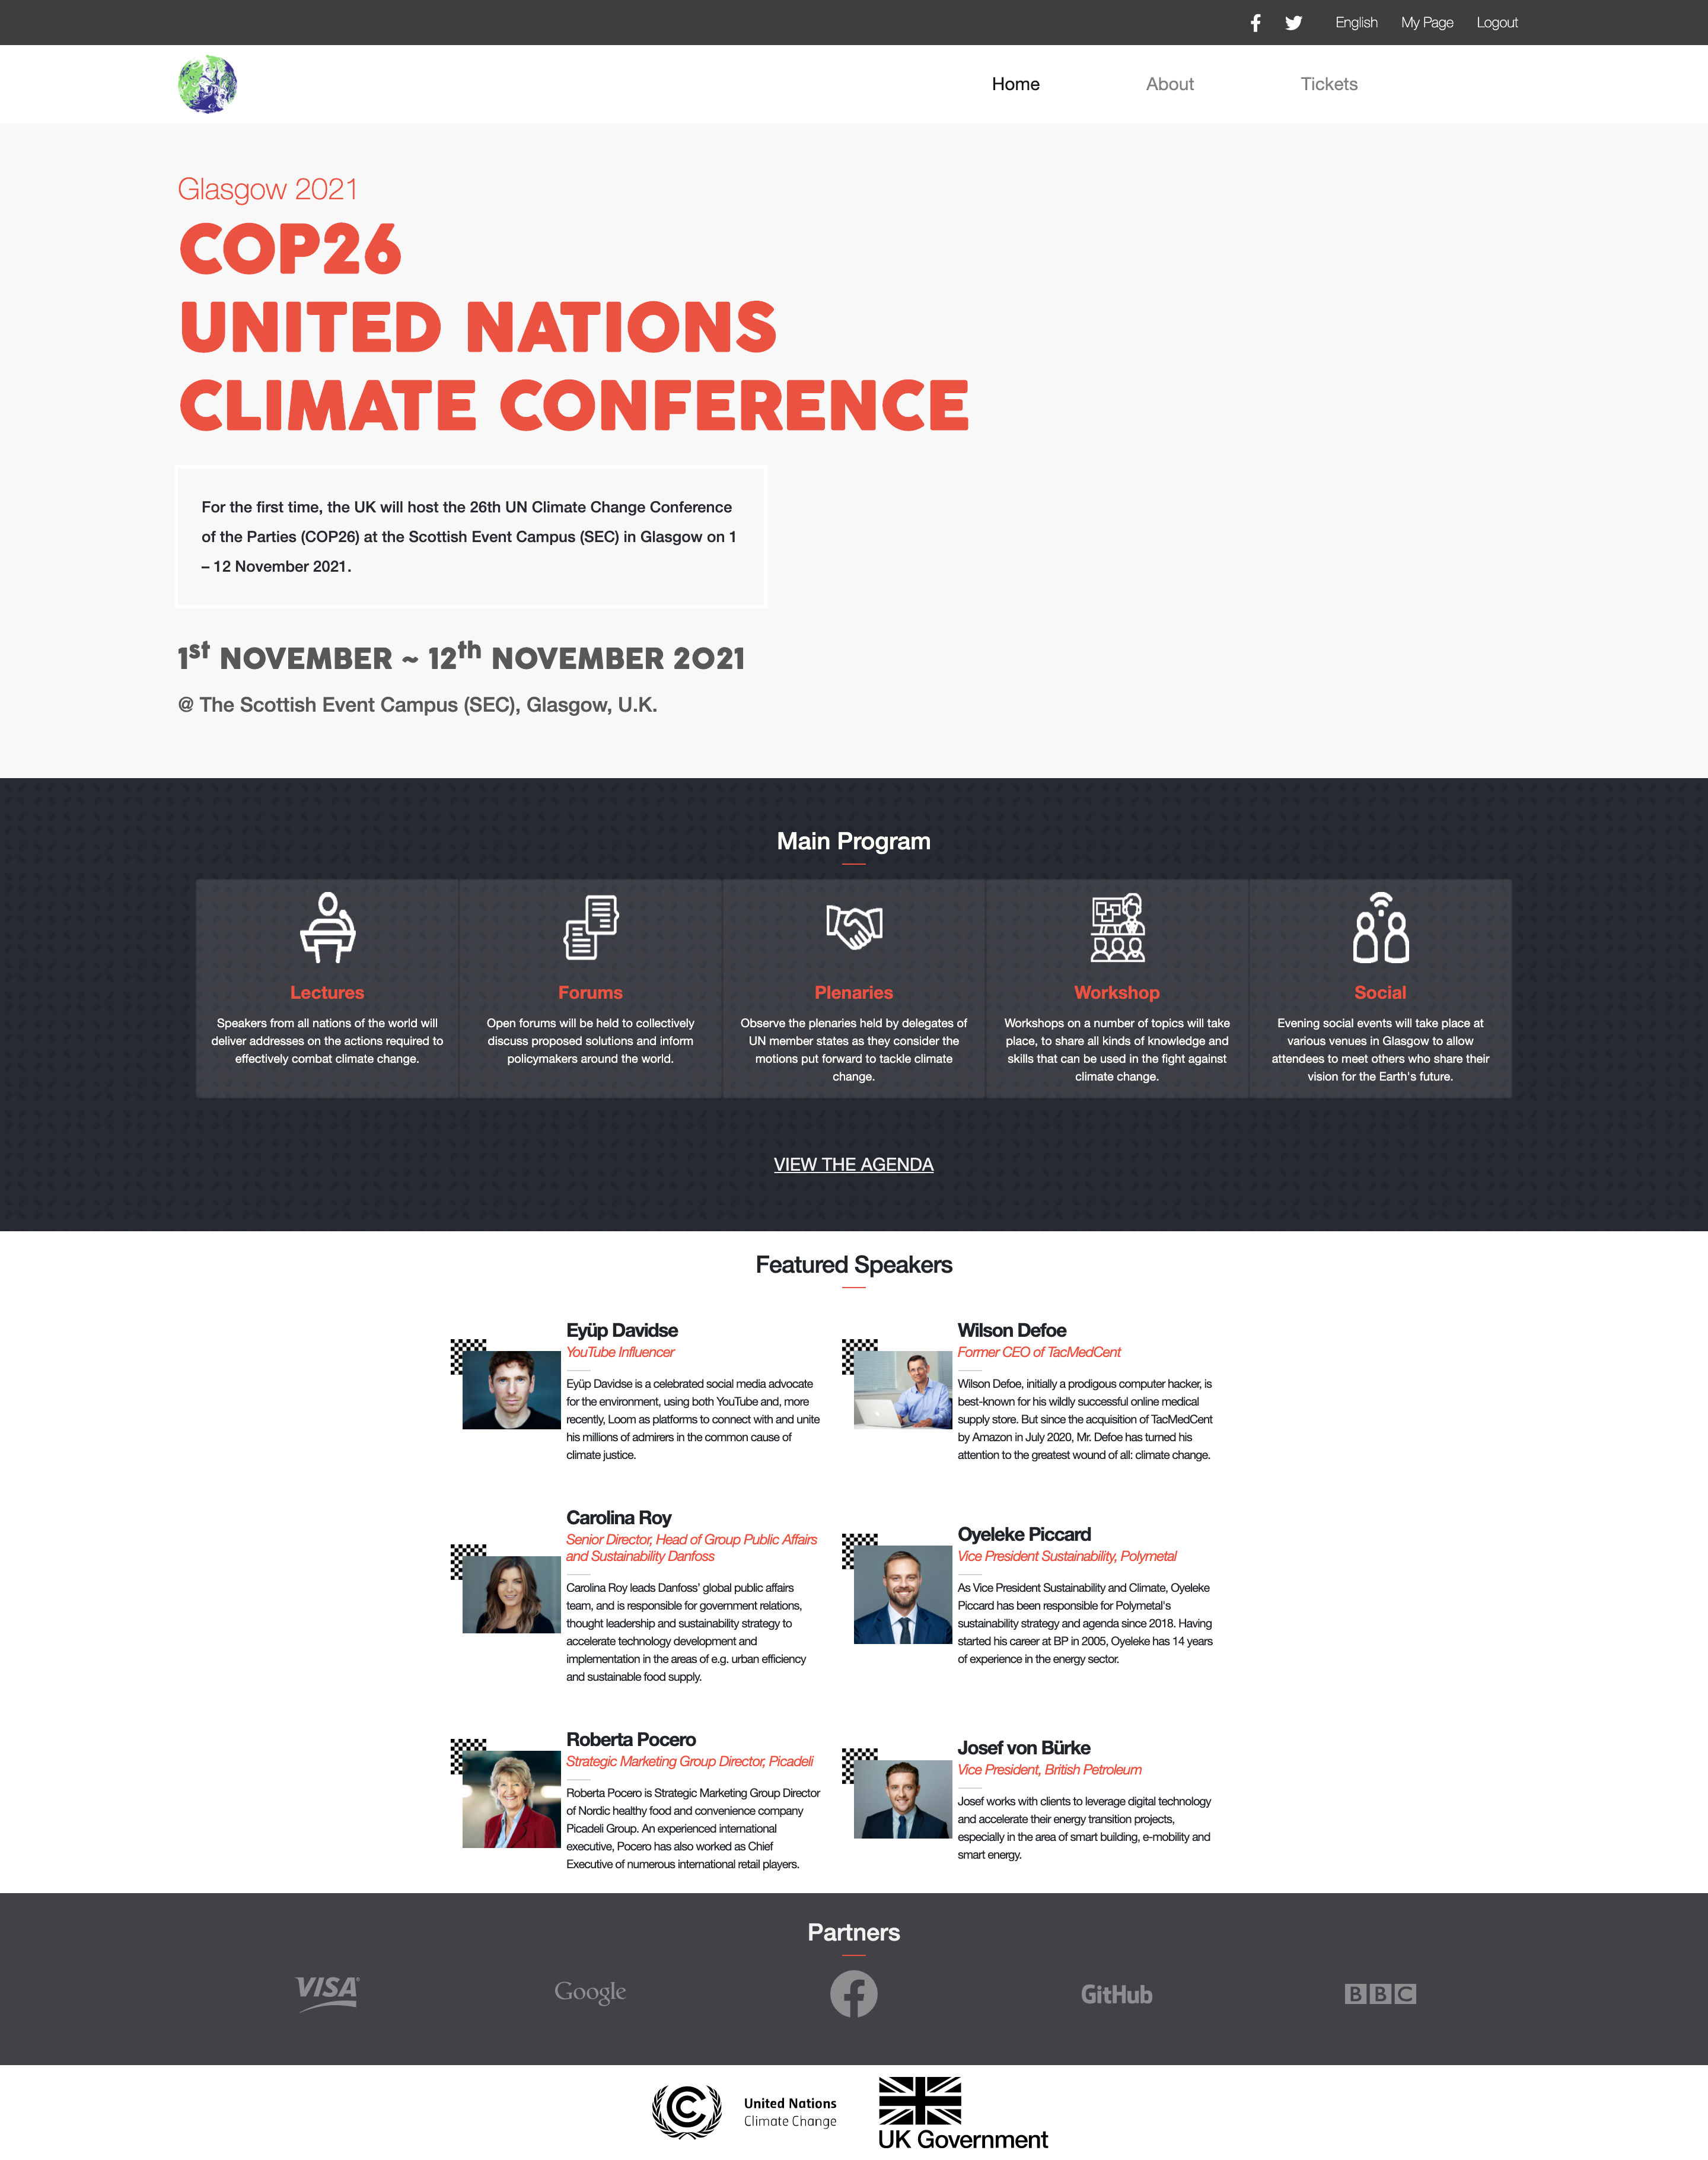 English My Page Logout
Home About Tickets
Glasgow 2021
COP26
UNITED NATIONS
CLIMATE CONFERENCE
For the first time, the UK will host the 26th UN Climate Change Conference
of the Parties (COP26) at the Scottish Event Campus (SEC) in Glasgow on 1
– 12 November 2021.
1st NOVEMBER ~ 12th NOVEMBER 2021
@ The Scottish Event Campus (SEC), Glasgow, U.K.
Main Program
Lectures
Speakers from all nations of the world will
deliver addresses on the actions required to
effectively combat climate change.
Forums
Open forums will be held to collectively
discuss proposed solutions and inform
policymakers around the world.
Plenaries
Observe the plenaries held by delegates of
UN member states as they consider the
motions put forward to tackle climate
change.
Workshop
Workshops on a number of topics will take
place, to share all kinds of knowledge and
skills that can be used in the fight against
climate change.
Social
Evening social events will take place at
various venues in Glasgow to allow
attendees to meet others who share their
vision for the Earth's future.
VIEW THE AGENDA
Featured Speakers
Eyüp Davidse
YouTube Influencer
Eyüp Davidse is a celebrated social media advocate
for the environment, using both YouTube and, more
recently, Loom as platforms to connect with and unite
his millions of admirers in the common cause of
climate justice.
Wilson Defoe
Former CEO of TacMedCent
Wilson Defoe, initially a prodigious computer hacker, is
best-known for his wildly successful online medical
supply store. But since the acquisition of TacMedCent
by Amazon in July 2020, Mr. Defoe has turned his
attention to the greatest wound of all: climate change.
Carolina Roy
Senior Director, Head of Group Public Affairs
and Sustainability Danfoss
Carolina Roy leads Danfoss' global public affairs
team, and is responsible for government relations,
thought leadership and sustainability strategy to
accelerate technology development and
implementation in the areas of e.g. urban efficiency
and sustainable food supply.
Oyeleke Piccard
Vice President Sustainability, Polymetal
As Vice President Sustainability and Climate, Oyeleke
Piccard has been responsible for Polymetal's
sustainability strategy and agenda since 2018. Having
started his career at BP in 2005, Oyeleke has 14 years
of experience in the energy sector.
Roberta Pocero
Strategic Marketing Group Director, Picadeli
Roberta Pocero is Strategic Marketing Group Director
of Nordic healthy food and convenience company
Picadeli Group. An experienced international
executive, Pocero has also worked as Chief
Executive of numerous international retail players.
Josef von Bürke
Vice President, British Petroleum
Josef works with clients to leverage digital technology
and accelerate their energy transition projects,
especially in the area of smart building, e-mobility and
smart energy.
Partners
VISA Google GitHub BBC
United Nations
Climate Change
UK Government